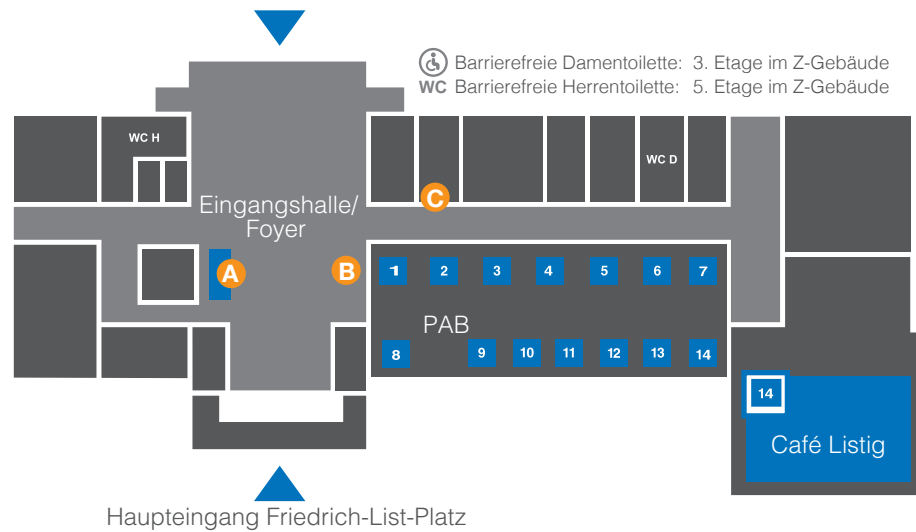 Barrierefreie Damentoilette: 3. Etage im Z-Gebäude
WC Barrierefreie Herrentoilette: 5. Etage im Z-Gebäude
WC H
WC D
C
Eingangshalle/
Foyer
A
B
1 2 3 4 5 6 7
PAB
8 9 10 11 12 13 14
14
Café Listig
Haupteingang Friedrich-List-Platz